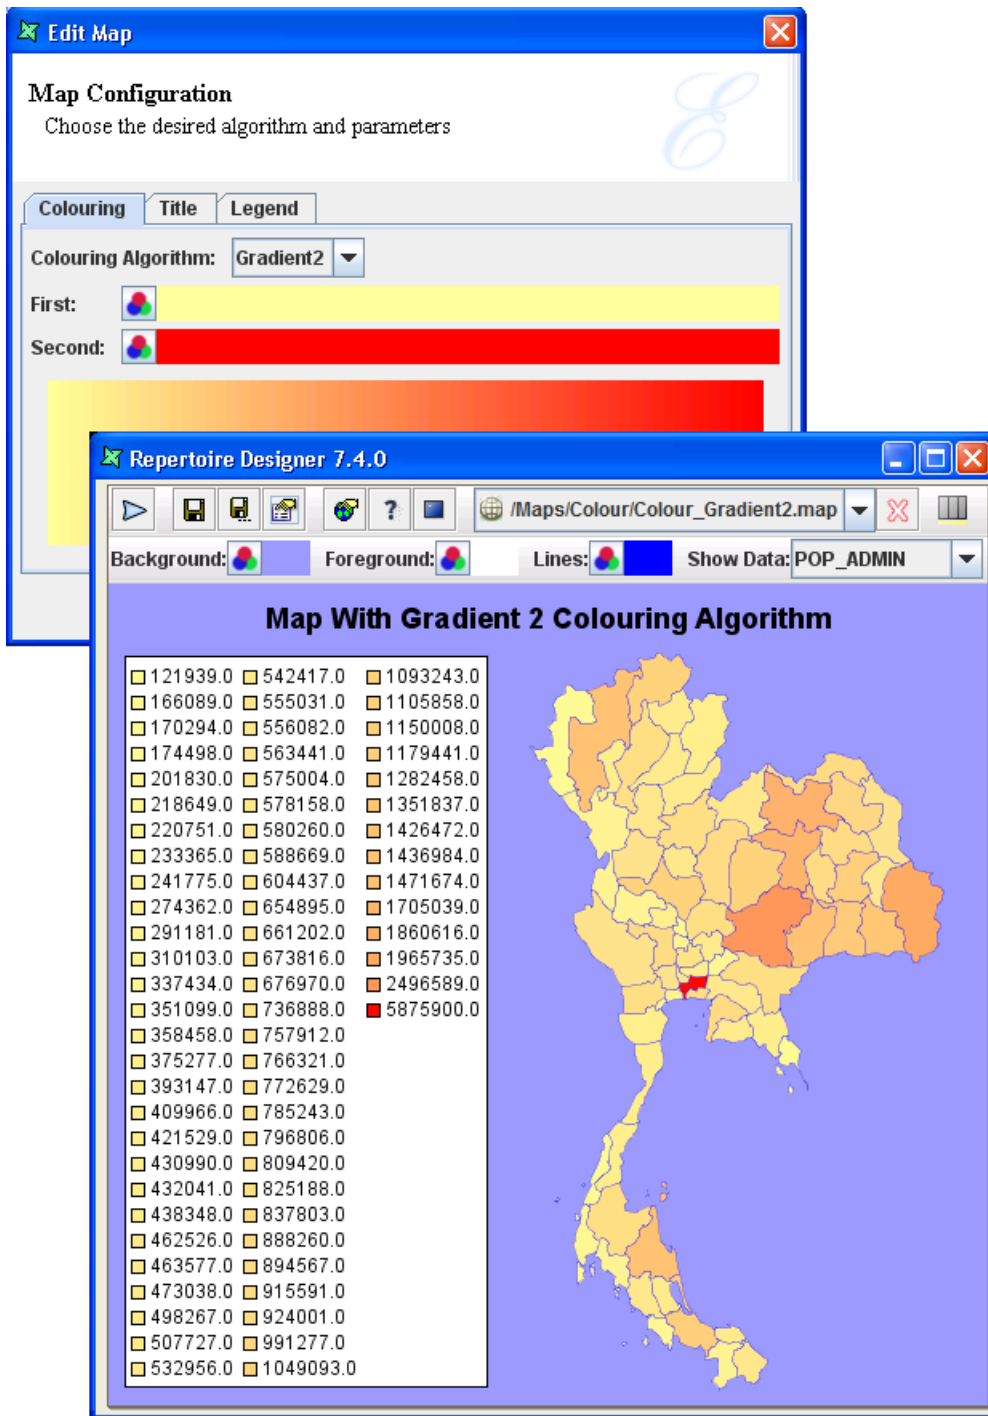 Edit Map
Map Configuration
Choose the desired algorithm and parameters
Colouring Title Legend
Colouring Algorithm: Gradient2
First:
Second:
Repertoire Designer 7.4.0
/Maps/Colour/Colour_Gradient2.map
Background: Foreground: Lines: Show Data: POP_ADMIN
Map With Gradient 2 Colouring Algorithm
121939.0 542417.0 1093243.0
166089.0 555031.0 1105858.0
170294.0 556082.0 1150008.0
174498.0 563441.0 1179441.0
201830.0 575004.0 1282458.0
218649.0 578158.0 1351837.0
220751.0 580260.0 1426472.0
233365.0 588669.0 1436984.0
241775.0 604437.0 1471674.0
274362.0 654895.0 1705039.0
291181.0 661202.0 1860616.0
310103.0 673816.0 1965735.0
337434.0 676970.0 2496589.0
351099.0 736888.0 5875900.0
358458.0 757912.0
375277.0 766321.0
393147.0 772629.0
409966.0 785243.0
421529.0 796806.0
430990.0 809420.0
432041.0 825188.0
438348.0 837803.0
462526.0 888260.0
463577.0 894567.0
473038.0 915591.0
498267.0 924001.0
507727.0 991277.0
532956.0 1049093.0